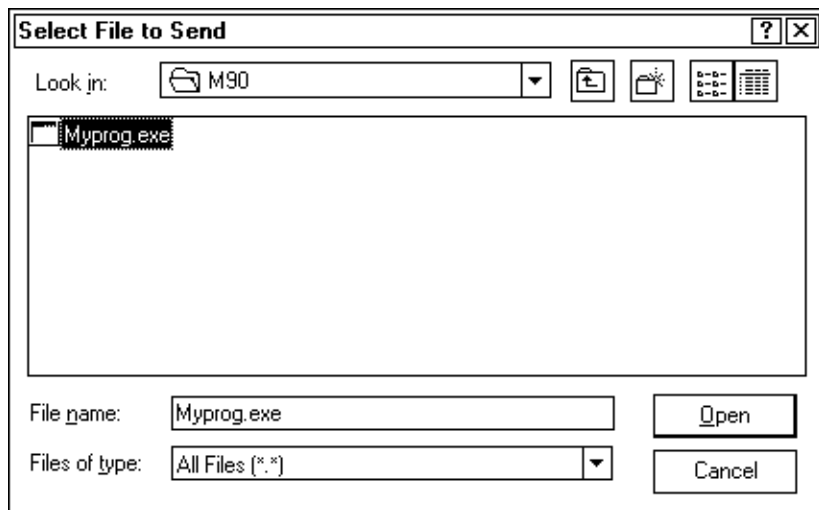 Select File to Send
Look in: M90
Myprog.exe
File name: Myprog.exe Open
Files of type: All Files (*.*) Cancel